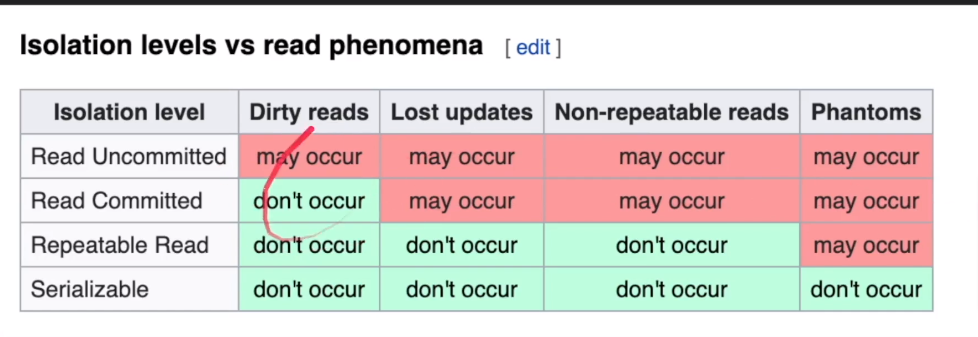 Isolation levels vs read phenomena [ edit ]
Isolation level Dirty reads Lost updates Non-repeatable reads Phantoms
Read Uncommitted may occur may occur may occur may occur
Read Committed don't occur may occur may occur may occur
Repeatable Read don't occur don't occur don't occur may occur
Serializable don't occur don't occur don't occur don't occur